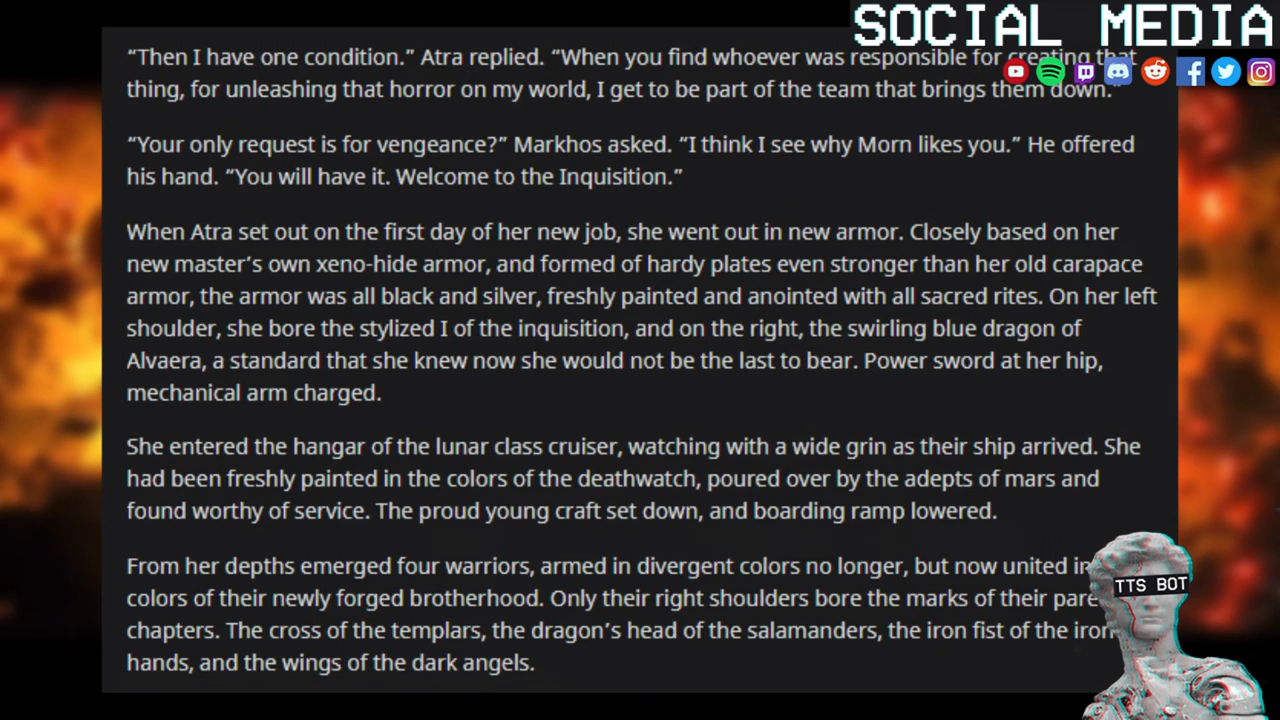 SOCIAL MEDIA
“Then I have one condition.” Atra replied. “When you find whoever was responsible for creating that
thing, for unleashing that horror on my world, I get to be part of the team that brings them down.”
“Your only request is for vengeance?” Markhos asked. “I think I see why Morn likes you.” He offered
his hand. “You will have it. Welcome to the Inquisition.”
When Atra set out on the first day of her new job, she went out in new armor. Closely based on her
new master’s own xeno-hide armor, and formed of hardy plates even stronger than her old carapace
armor, the armor was all black and silver, freshly painted and anointed with all sacred rites. On her left
shoulder, she bore the stylized I of the inquisition, and on the right, the swirling blue dragon of
Alvaera, a standard that she knew now she would not be the last to bear. Power sword at her hip,
mechanical arm charged.
She entered the hangar of the lunar class cruiser, watching with a wide grin as their ship arrived. She
had been freshly painted in the colors of the deathwatch, poured over by the adepts of mars and
found worthy of service. The proud young craft set down, and boarding ramp lowered.
From her depths emerged four warriors, armed in divergent colors no longer, but now united in
colors of their newly forged brotherhood. Only their right shoulders bore the marks of their
chapters. The cross of the templars, the dragon’s head of the salamanders, the iron fist of the iron
hands, and the wings of the dark angels.
TTS BOT